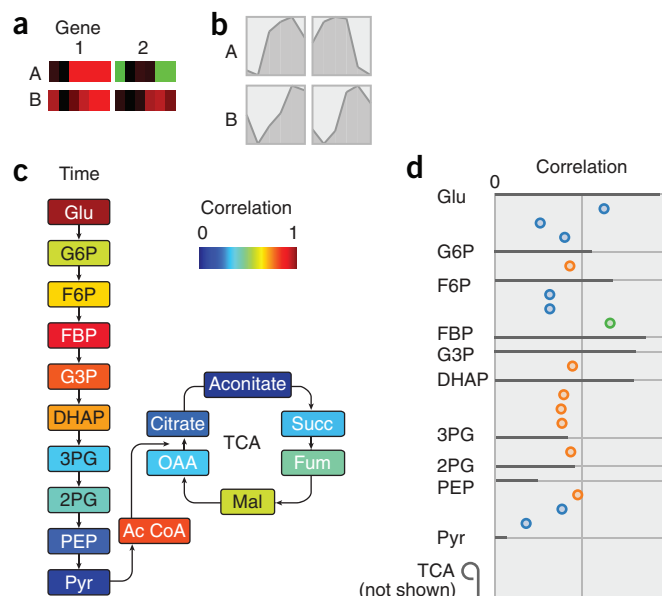 a
Gene
1 2
A
B
b
A
B
c
Time
Glu
G6P
F6P
FBP
G3P
DHAP
3PG
2PG
PEP
Pyr
Correlation
0 1
Aconitate
Citrate
Succ
TCA
OAA
Fum
Mal
Ac CoA
d
Correlation
0
Glu
G6P
F6P
FBP
G3P
DHAP
3PG
2PG
PEP
Pyr
TCA
(not shown)